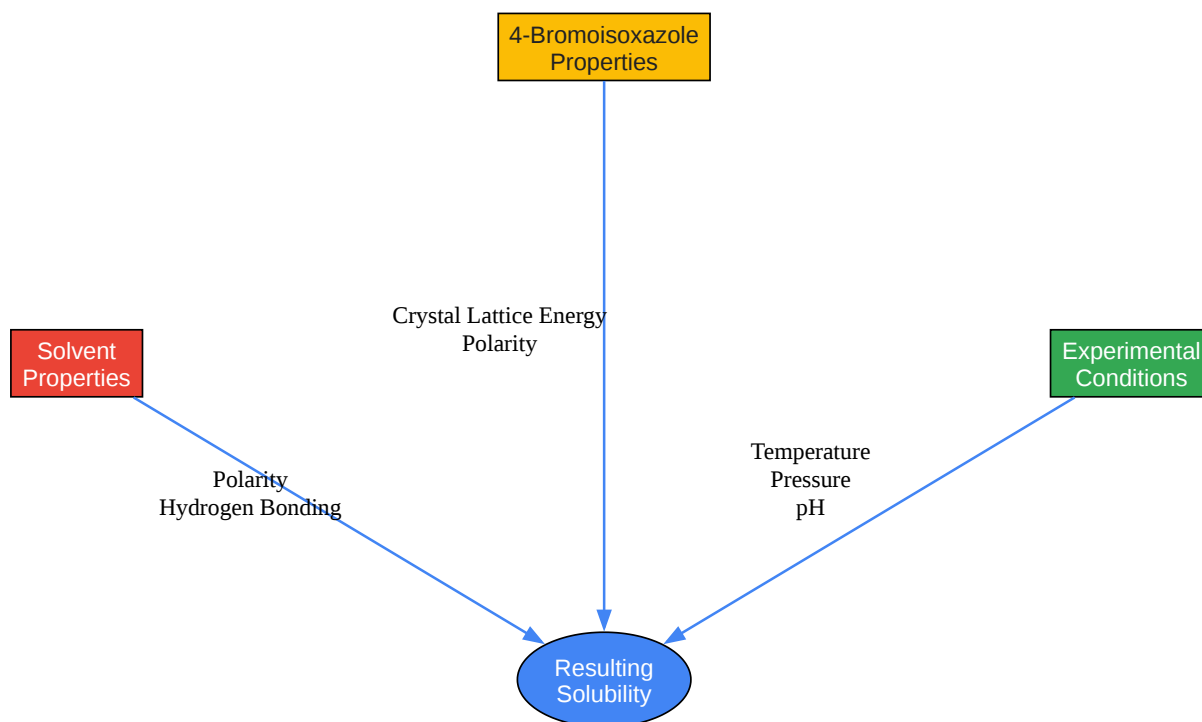 4-Bromoisoxazole
Properties
Crystal Lattice Energy
Polarity
Solvent
Properties
Experimental
Conditions
Polarity
Hydrogen Bonding
Temperature
Pressure
pH
Resulting
Solubility